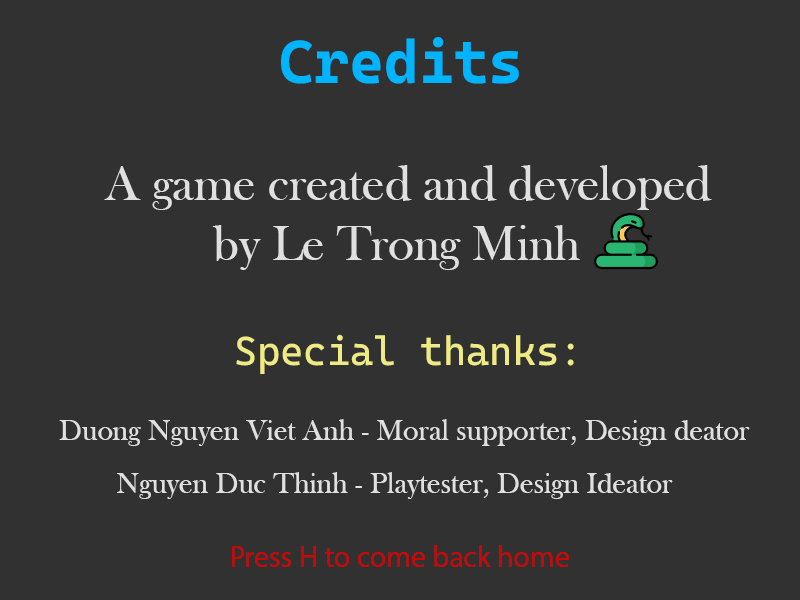 Credits
A game created and developed
by Le Trong Minh
Special thanks:
Duong Nguyen Viet Anh - Moral supporter, Design deator
Nguyen Duc Thinh - Playtester, Design Ideator
Press H to come back home